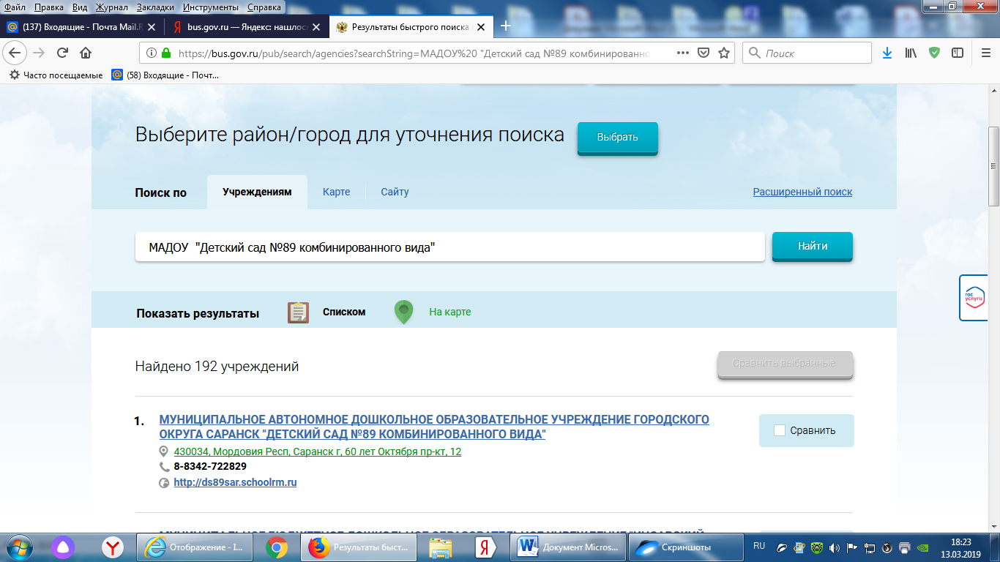 Файл Правка Вид Журнал Закладки Инструменты Справка
(137) Входящие - Почта Mail.R
bus.gov.ru — Яндекс: нашлос
Результаты быстрого поиска
https://bus.gov.ru/pub/search/agencies?searchString=МАДОУ%20 "Детский сад №89 комбинированно
Поиск
Часто посещаемые
(58) Входящие - Почт...
Выберите район/город для уточнения поиска
Выбрать
Поиск по Учреждениям Карте Сайту Расширенный поиск
МАДОУ "Детский сад №89 комбинированного вида"
Найти
гос
услуги
Показать результаты Списком На карте
Найдено 192 учреждений
Сравнить выбранные
1. МУНИЦИПАЛЬНОЕ АВТОНОМНОЕ ДОШКОЛЬНОЕ ОБРАЗОВАТЕЛЬНОЕ УЧРЕЖДЕНИЕ ГОРОДСКОГО
ОКРУГА САРАНСК "ДЕТСКИЙ САД №89 КОМБИНИРОВАННОГО ВИДА"
Сравнить
430034, Мордовия Респ, Саранск г, 60 лет Октября пр-кт, 12
8-8342-722829
http://ds89sar.schoolrm.ru
МУНИЦИПАЛЬНОЕ БЮДЖЕТНОЕ ДОШКОЛЬНОЕ ОБРАЗОВАТЕЛЬНОЕ УЧРЕЖДЕНИЕ "ИНСАРСКИЙ
Отображение - I...
Результаты быст...
Документ Micros...
Скриншоты
RU
18:23
13.03.2019